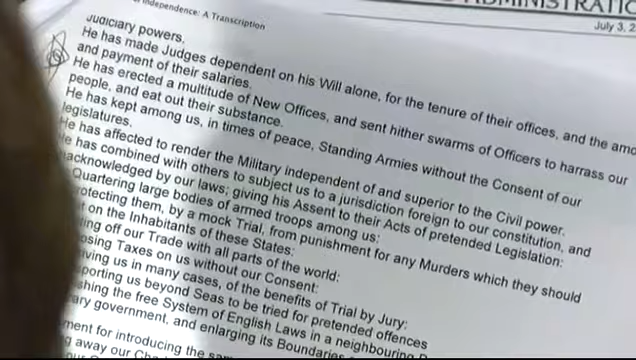 Independence: A Transcription
July 3, 2
Judiciary powers.
He has made Judges dependent on his Will alone, for the tenure of their offices, and the amo
and payment of their salaries.
He has erected a multitude of New Offices, and sent hither swarms of Officers to harrass our
people, and eat out their substance.
He has kept among us, in times of peace, Standing Armies without the Consent of our
legislatures.
He has affected to render the Military independent of and superior to the Civil power.
He has combined with others to subject us to a jurisdiction foreign to our constitution, and
acknowledged by our laws; giving his Assent to their Acts of pretended Legislation:
Quartering large bodies of armed troops among us:
otecting them, by a mock Trial, from punishment for any Murders which they should
on the Inhabitants of these States:
ing off our Trade with all parts of the world:
osing Taxes on us without our Consent:
iving us in many cases, of the benefits of Trial by Jury:
porting us beyond Seas to be tried for pretended offences
shing the free System of English Laws in a neighbouring
ary government, and enlarging its Boundaries
ment for introducing the
g away our